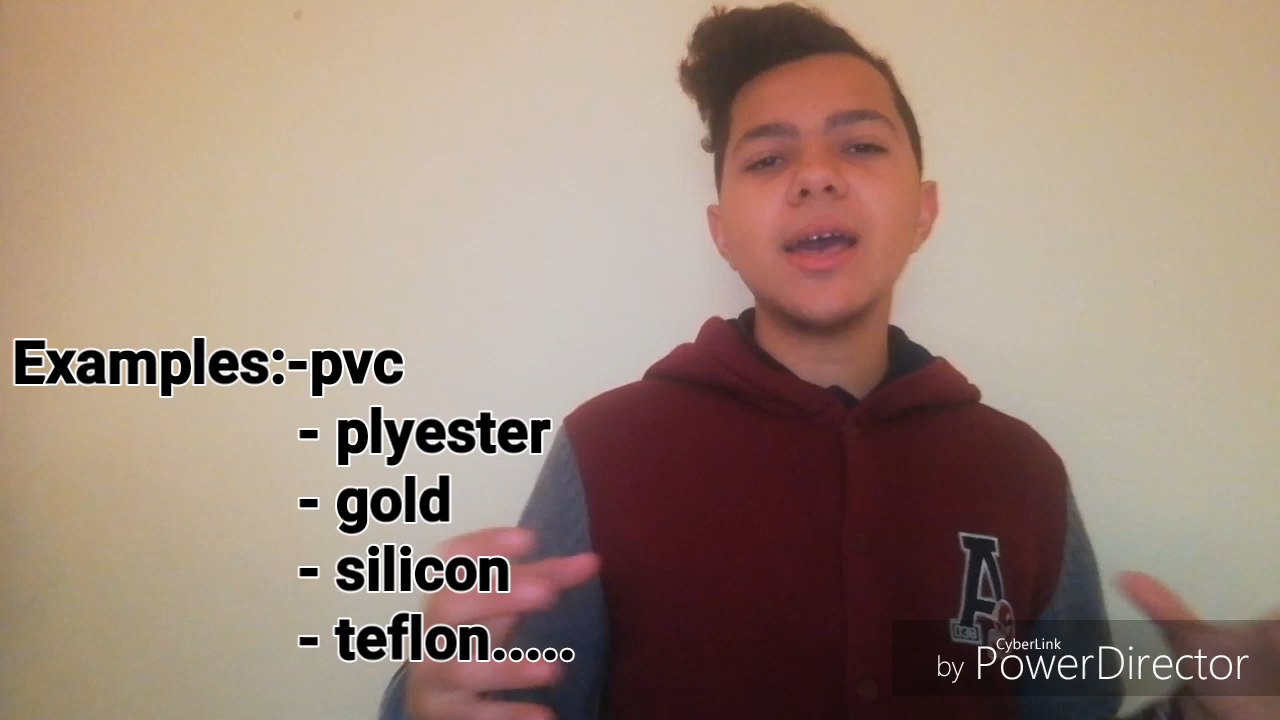 Examples:-pvc
- plyester
- gold
- silicon
- teflon.....
A
CyberLink
by PowerDirector